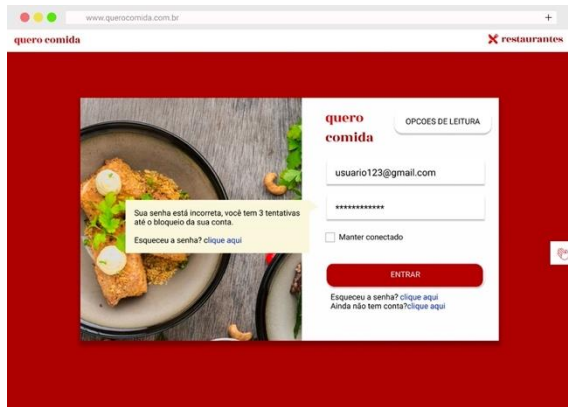 www.querocomida.com.br
+
quero comida
restaurantes
quero
comida
OPCOES DE LEITURA
usuario123@gmail.com
************
Sua senha está incorreta, você tem 3 tentativas
até o bloqueio da sua conta.
Esqueceu a senha? clique aqui
Manter conectado
ENTRAR
Esqueceu a senha? clique aqui
Ainda não tem conta?clique aqui